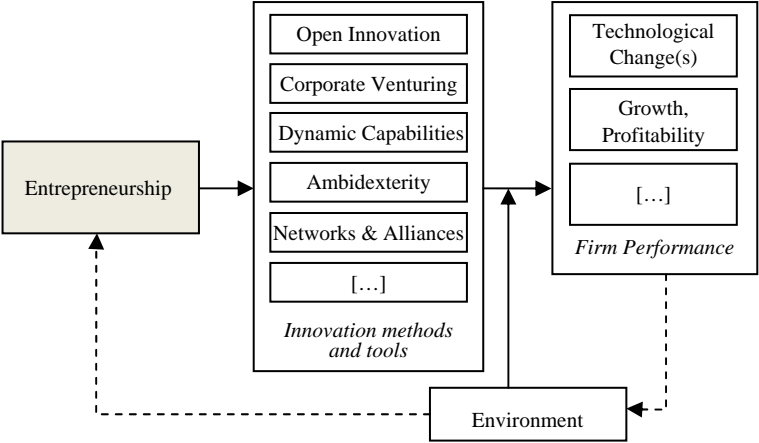 Entrepreneurship
Open Innovation
Corporate Venturing
Dynamic Capabilities
Ambidexterity
Networks & Alliances
[…]
Innovation methods
and tools
Technological
Change(s)
Growth,
Profitability
[…]
Firm Performance
Environment